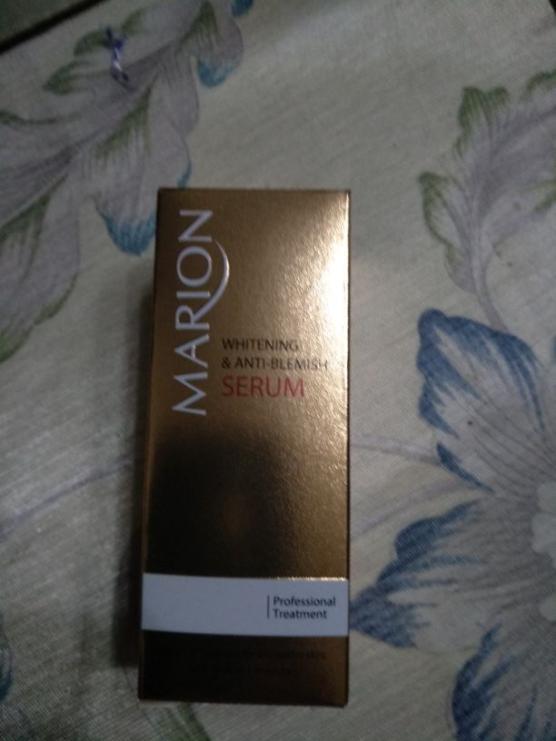 MARION
WHITENING
& ANTI-BLEMISH
SERUM
Professional
Treatment